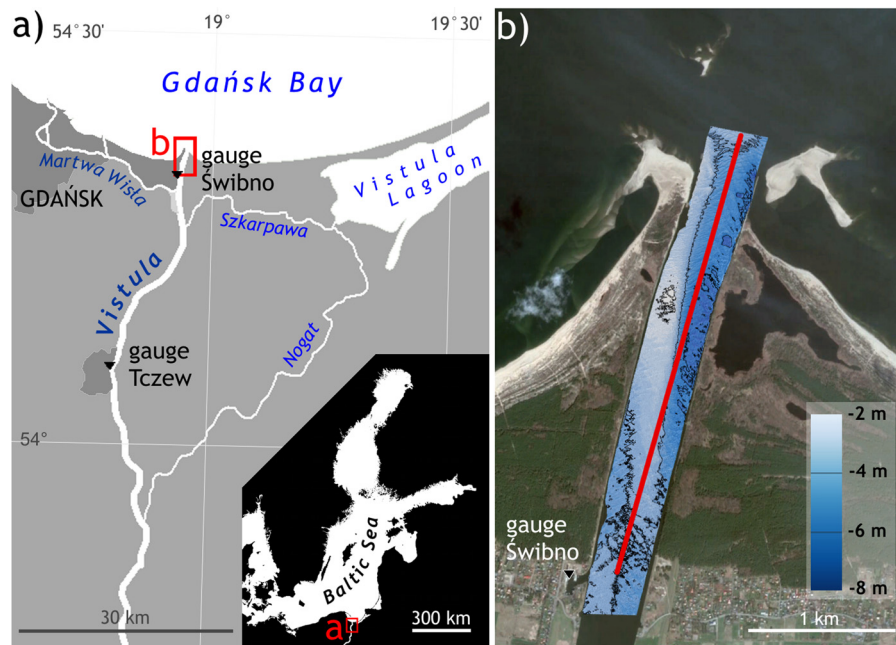 a)
54°30'
19°
19°30'
Gdańsk Bay
b
gauge
Świbno
Martwa Wisła
GDAŃSK
Vistula
Lagoon
Szkarpawa
Vistula
gauge
Tczew
Nogat
54°
Baltic Sea
a
30 km
300 km
b)
-2 m
-4 m
-6 m
-8 m
gauge
Świbno
1 km